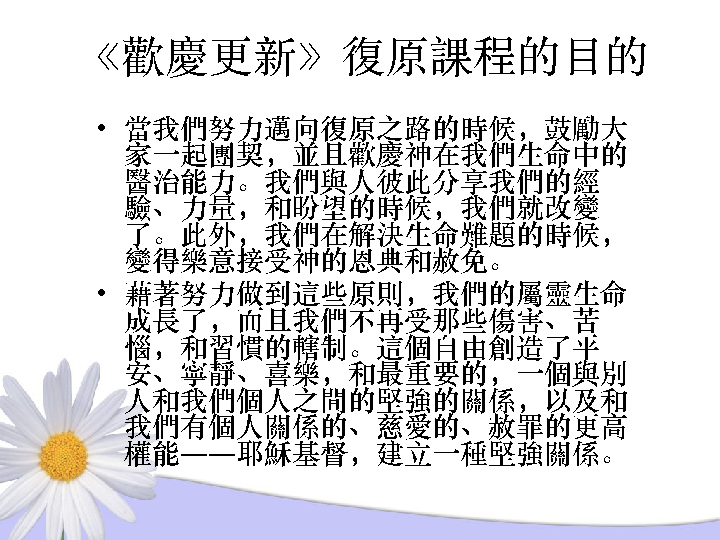 《歡慶更新》復原課程的目的
• 當我們努力邁向復原之路的時候，鼓勵大
家一起團契，並且歡慶神在我們生命中的
醫治能力。我們與人彼此分享我們的經
驗、力量，和盼望的時候，我們就改變
了。此外，我們在解決生命難題的時候，
變得樂意接受神的恩典和赦免。
• 藉著努力做到這些原則，我們的屬靈生命
成長了，而且我們不再受那些傷害、苦
惱，和習慣的轄制。這個自由創造了平
安、寧靜、喜樂，和最重要的，一個與別
人和我們個人之間的堅強的關係，以及和
我們有個人關係的、慈愛的、赦罪的更高
權能——耶穌基督，建立一種堅強關係。